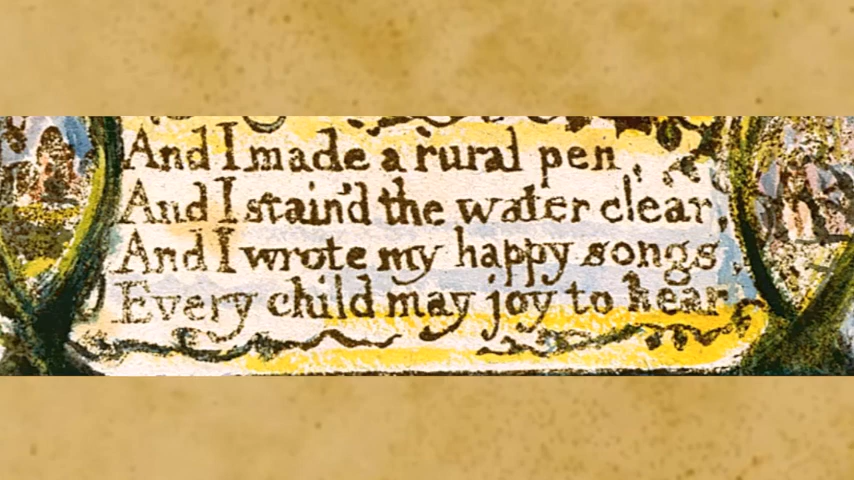 And I made a rural pen,
And I stain'd the water clear,
And I wrote my happy songs
Every child may joy to hear